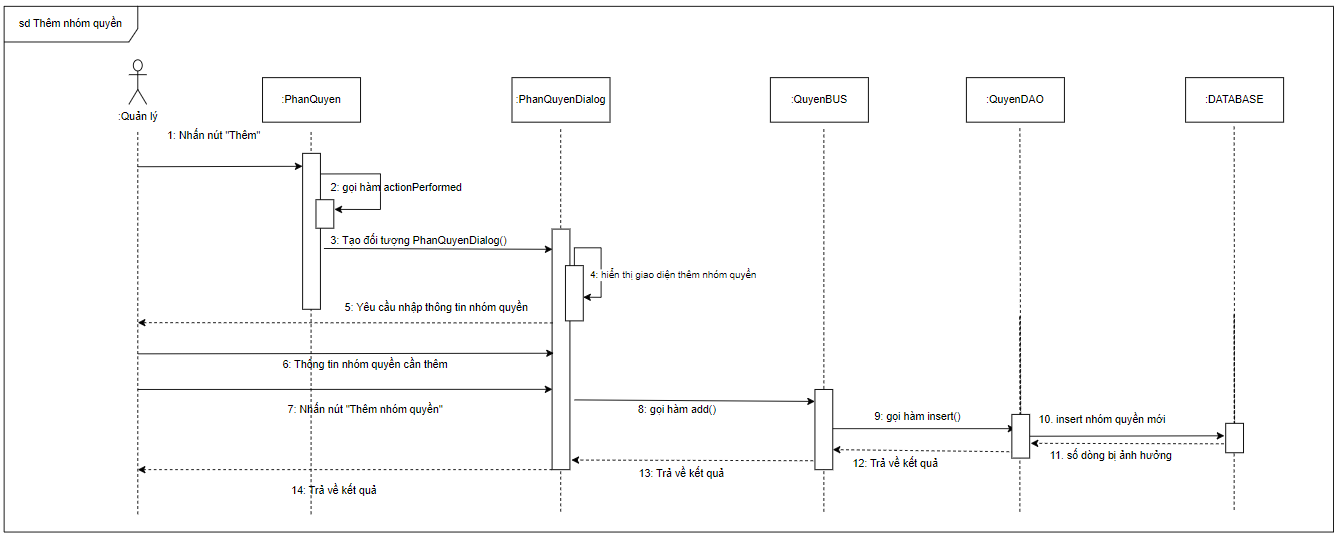 sd Thêm nhóm quyền
:Quản lý
:PhanQuyen
:PhanQuyenDialog
:QuyenBUS
:QuyenDAO
:DATABASE
1: Nhấn nút "Thêm"
2: gọi hàm actionPerformed
3: Tạo đối tượng PhanQuyenDialog()
4: hiển thị giao diện thêm nhóm quyền
5: Yêu cầu nhập thông tin nhóm quyền
6: Thông tin nhóm quyền cần thêm
7: Nhấn nút "Thêm nhóm quyền"
8: gọi hàm add()
9: gọi hàm insert()
10. insert nhóm quyền mới
11. số dòng bị ảnh hưởng
12: Trả về kết quả
13: Trả về kết quả
14: Trả về kết quả